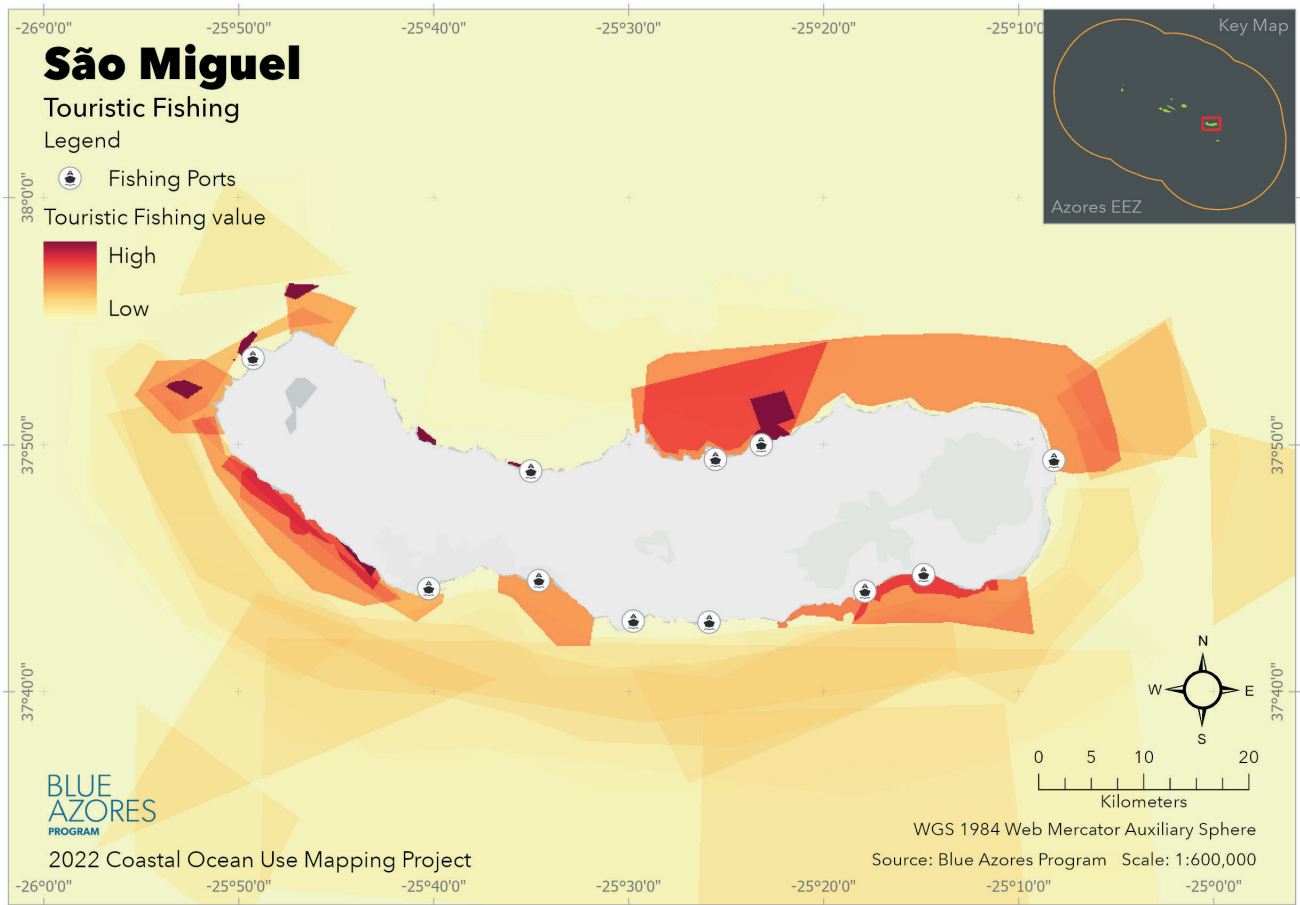 -26°0'0"
-25°50'0"
-25°40'0"
-25°30'0"
-25°20'0"
-25°10'0
Key Map
Azores EEZ
São Miguel
Touristic Fishing
Legend
Fishing Ports
Touristic Fishing value
High
Low
38°0'0"
37°50'0"
37°50'0"
37°40'0"
37°40'0"
N
W
E
S
0 5 10 20
Kilometers
BLUE
AZORES
PROGRAM
2022 Coastal Ocean Use Mapping Project
WGS 1984 Web Mercator Auxiliary Sphere
Source: Blue Azores Program Scale: 1:600,000
-26°0'0"
-25°50'0"
-25°40'0"
-25°30'0"
-25°20'0"
-25°10'0"
-25°0'0"